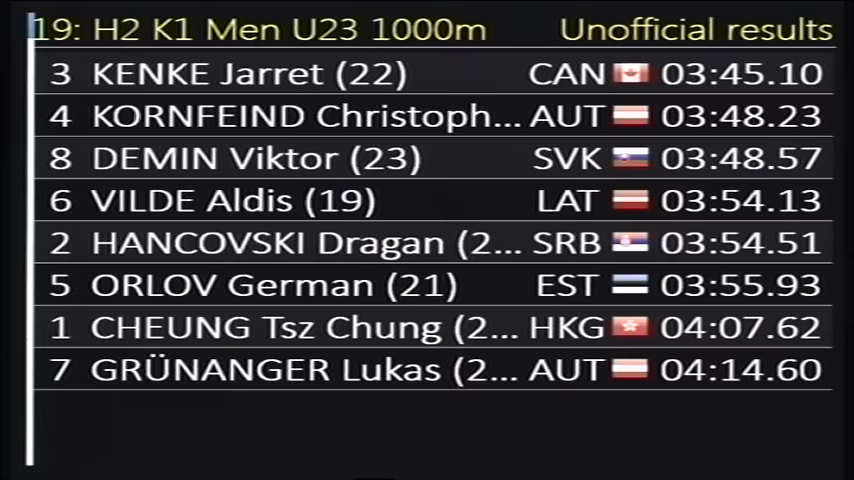 19: H2 K1 Men U23 1000m Unofficial results
3 KENKE Jarret (22) CAN 03:45.10
4 KORNFEIND Christoph... AUT 03:48.23
8 DEMIN Viktor (23) SVK 03:48.57
6 VILDE Aldis (19) LAT 03:54.13
2 HANCOVSKI Dragan (2... SRB 03:54.51
5 ORLOV German (21) EST 03:55.93
1 CHEUNG Tsz Chung (2... HKG 04:07.62
7 GRÜNANGER Lukas (2... AUT 04:14.60